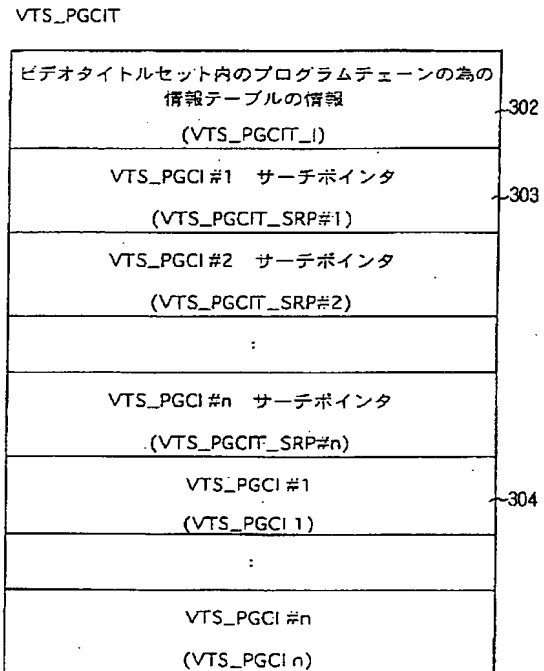 VTS_PGCIT
ビデオタイトルセット内のプログラムチェーンの為の
情報テーブルの情報
(VTS_PGCIT_I)
302
VTS_PGCI #1 サーチポインタ
303
(VTS_PGCIT_SRP#1)
VTS_PGCI #2 サーチポインタ
(VTS_PGCIT_SRP#2)
:
VTS_PGCI #n サーチポインタ
(VTS_PGCIT_SRP#n)
VTS_PGCI #1
304
(VTS_PGCI 1)
:
VTS_PGCI #n
(VTS_PGCI n)